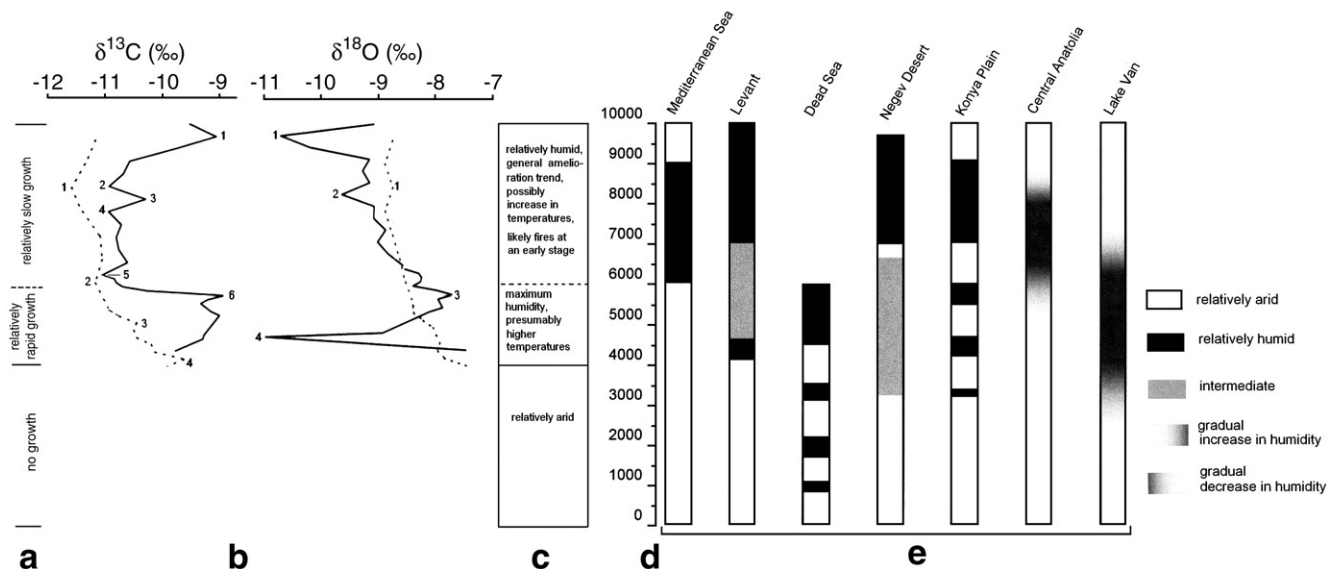 δ13C (‰)
-12 -11 -10 -9
δ18O (‰)
-11 -10 -9 -8 -7
Mediterranean Sea
Levant
Dead Sea
Negev Desert
Konya Plain
Central Anatolia
Lake Van
relatively slow growth
relatively
rapid growth
no growth
1
2
3
4
5
6
1
2
3
4
1
2
3
4
1
relatively humid,
general amelio-
ration trend,
possibly
increase in
temperatures,
likely fires at
an early stage
maximum
humidity,
presumably
higher
temperatures
relatively arid
10000
9000
8000
7000
6000
5000
4000
3000
2000
1000
0
relatively arid
relatively humid
intermediate
gradual
increase in humidity
gradual
decrease in humidity
a b c d e